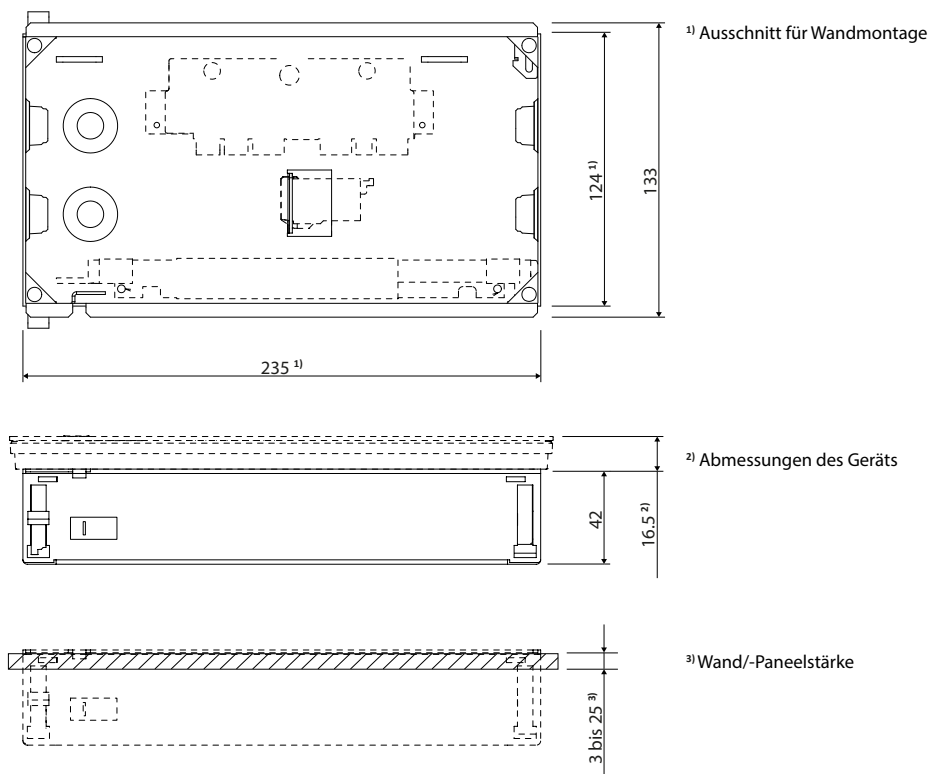 ¹⁾ Ausschnitt für Wandmontage
124 ¹⁾
133
235 ¹⁾
²⁾ Abmessungen des Geräts
42
16.5 ²⁾
³⁾ Wand/-Paneelstärke
3 bis 25 ³⁾